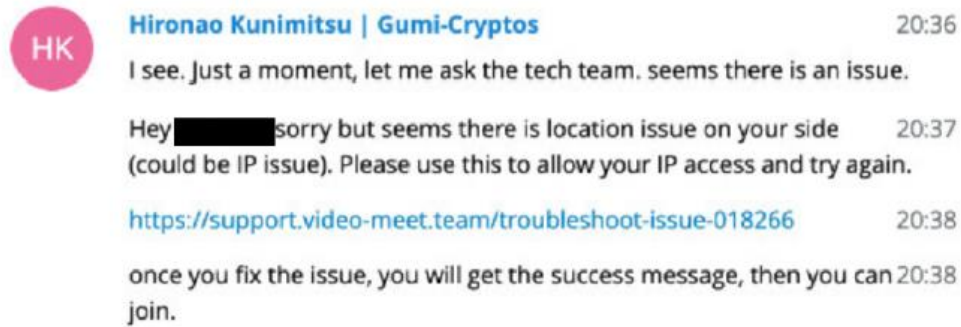 HK
Hironao Kunimitsu | Gumi-Cryptos 20:36
I see. Just a moment, let me ask the tech team. seems there is an issue.
Hey sorry but seems there is location issue on your side 20:37
(could be IP issue). Please use this to allow your IP access and try again.
https://support.video-meet.team/troubleshoot-issue-018266 20:38
once you fix the issue, you will get the success message, then you can 20:38
join.